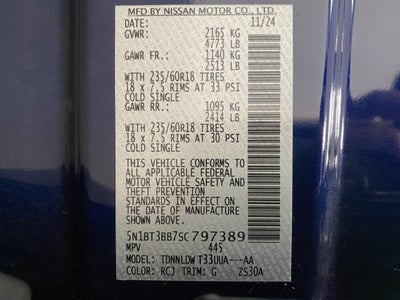 MFD BY NISSAN MOTOR CO., LTD.
DATE: 11/24
GVWR: 2165 KG
4773 LB
GAWR FR.: 1140 KG
2513 LB
WITH 235/60R18 TIRES
18 x 7.5 RIMS AT 33 PSI
COLD SINGLE
GAWR RR.: 1095 KG
2414 LB
WITH 235/60R18 TIRES
18 x 7.5 RIMS AT 30 PSI
COLD SINGLE
THIS VEHICLE CONFORMS TO
ALL APPLICABLE FEDERAL
MOTOR VEHICLE SAFETY AND
THEFT PREVENTION
STANDARDS IN EFFECT ON
THE DATE OF MANUFACTURE
SHOWN ABOVE.
5N1BT3BB7SC797389
MPV 445
MODEL: TDNNLDW T33UUA---AA
COLOR: RCJ TRIM: G ZS30A